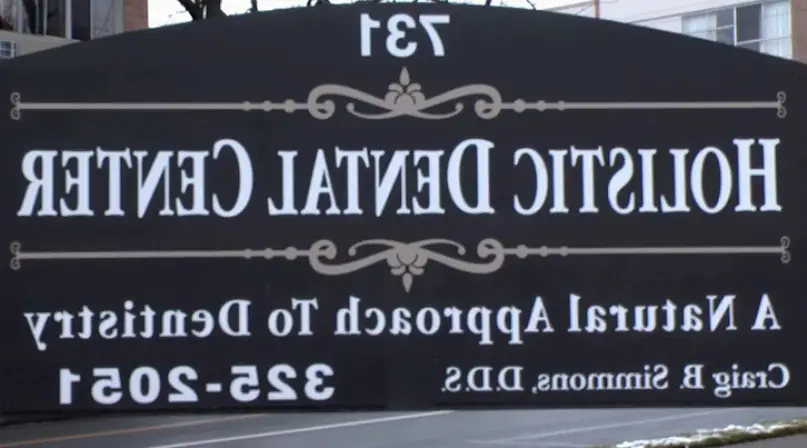 731
HOLISTIC DENTAL CENTER
A Natural Approach To Dentistry
Craig B. Simmons, D.D.S. 325-2051